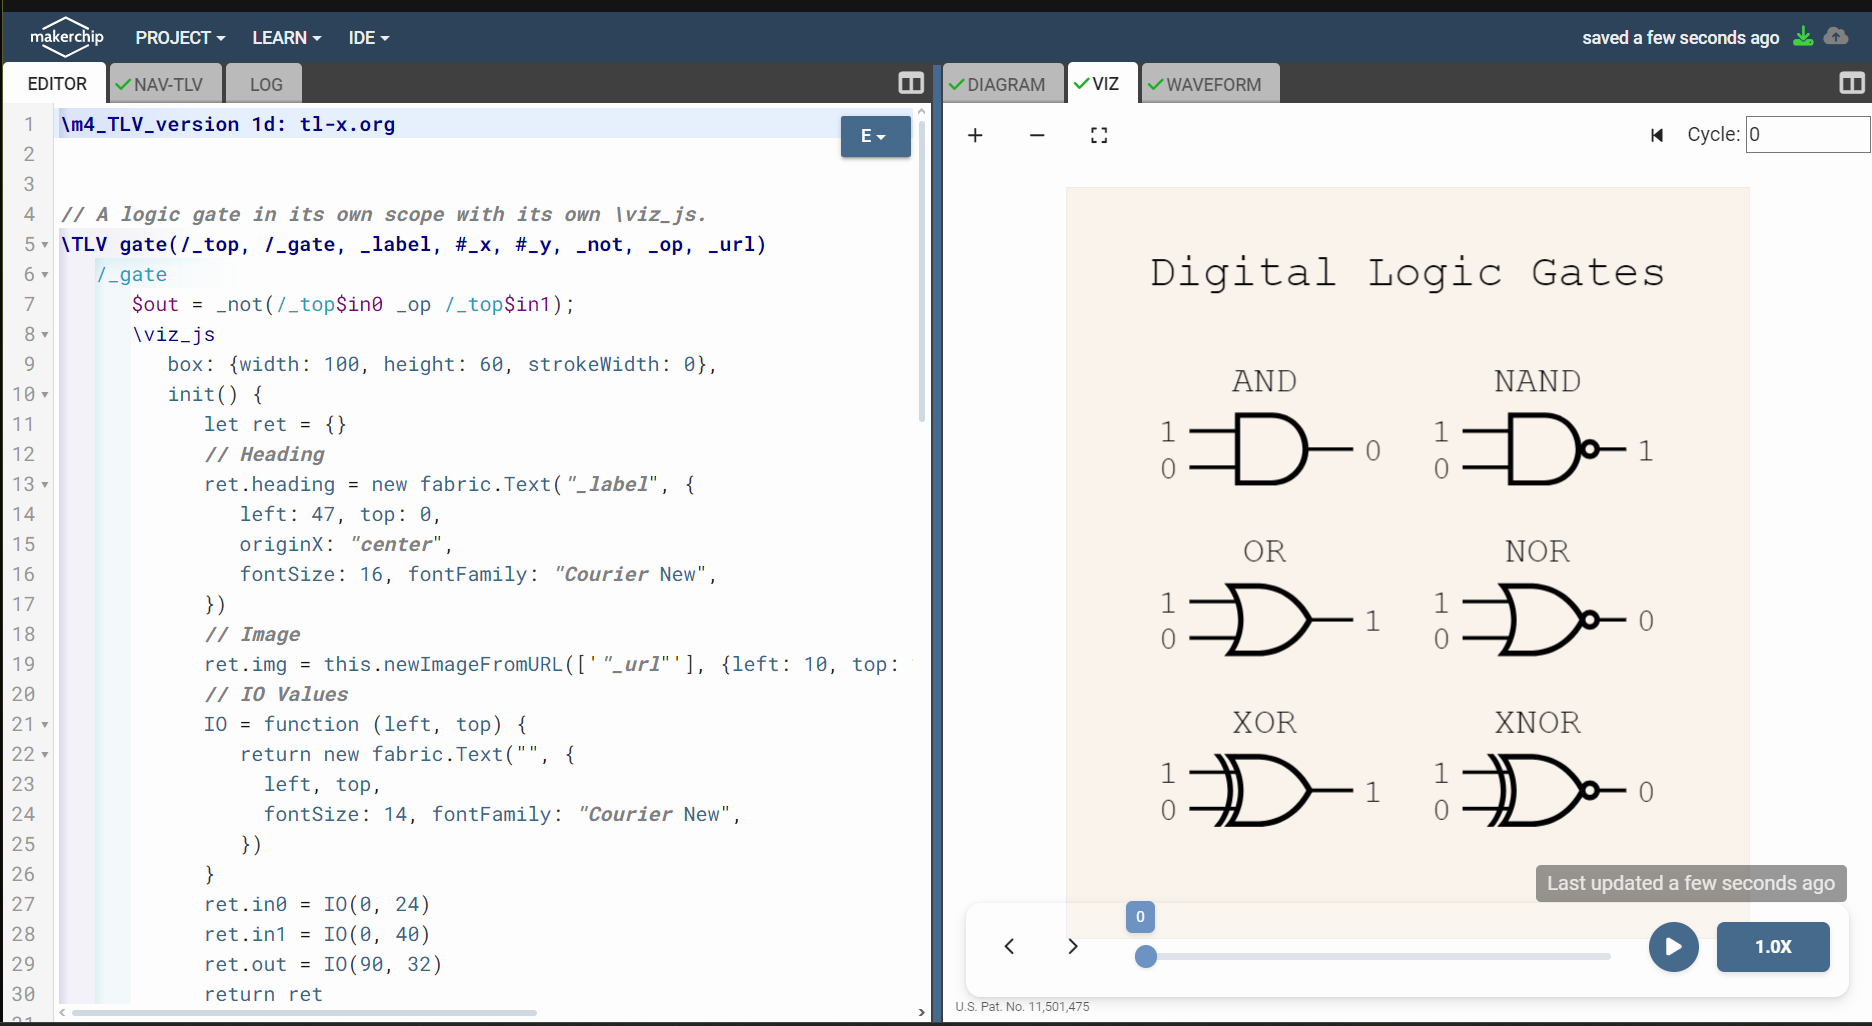 makerchip PROJECT LEARN IDE saved a few seconds ago
EDITOR NAV-TLV LOG
E
1 \m4_TLV_version 1d: tl-x.org
2
3
4 // A logic gate in its own scope with its own \viz_js.
5 \TLV gate(/_top, /_gate, _label, #_x, #_y, _not, _op, _url)
6 /_gate
7 $out = _not(/_top$in0 _op /_top$in1);
8 \viz_js
9 box: {width: 100, height: 60, strokeWidth: 0},
10 init() {
11 let ret = {}
12 // Heading
13 ret.heading = new fabric.Text("_label", {
14 left: 47, top: 0,
15 originX: "center",
16 fontSize: 16, fontFamily: "Courier New",
17 })
18 // Image
19 ret.img = this.newImageFromURL(['"_url"'], {left: 10, top:
20 // IO Values
21 IO = function (left, top) {
22 return new fabric.Text("", {
23 left, top,
24 fontSize: 14, fontFamily: "Courier New",
25 })
26 }
27 ret.in0 = IO(0, 24)
28 ret.in1 = IO(0, 40)
29 ret.out = IO(90, 32)
30 return ret
DIAGRAM VIZ WAVEFORM
Cycle: 0
Digital Logic Gates
AND NAND
1 1
0 1
0 0
OR NOR
1 1
1 0
0 0
XOR XNOR
1 1
1 0
0 0
Last updated a few seconds ago
0
1.0X
U.S. Pat. No. 11,501,475